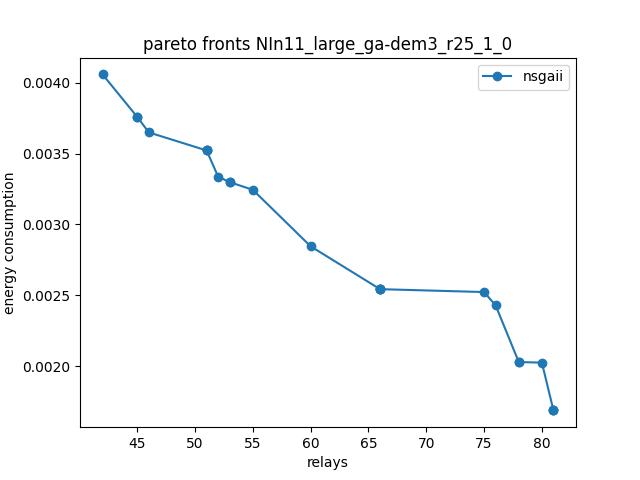 pareto fronts NIn11_large_ga-dem3_r25_1_0
nsgaii
0.0040
0.0035
0.0030
0.0025
0.0020
energy consumption
45 50 55 60 65 70 75 80
relays